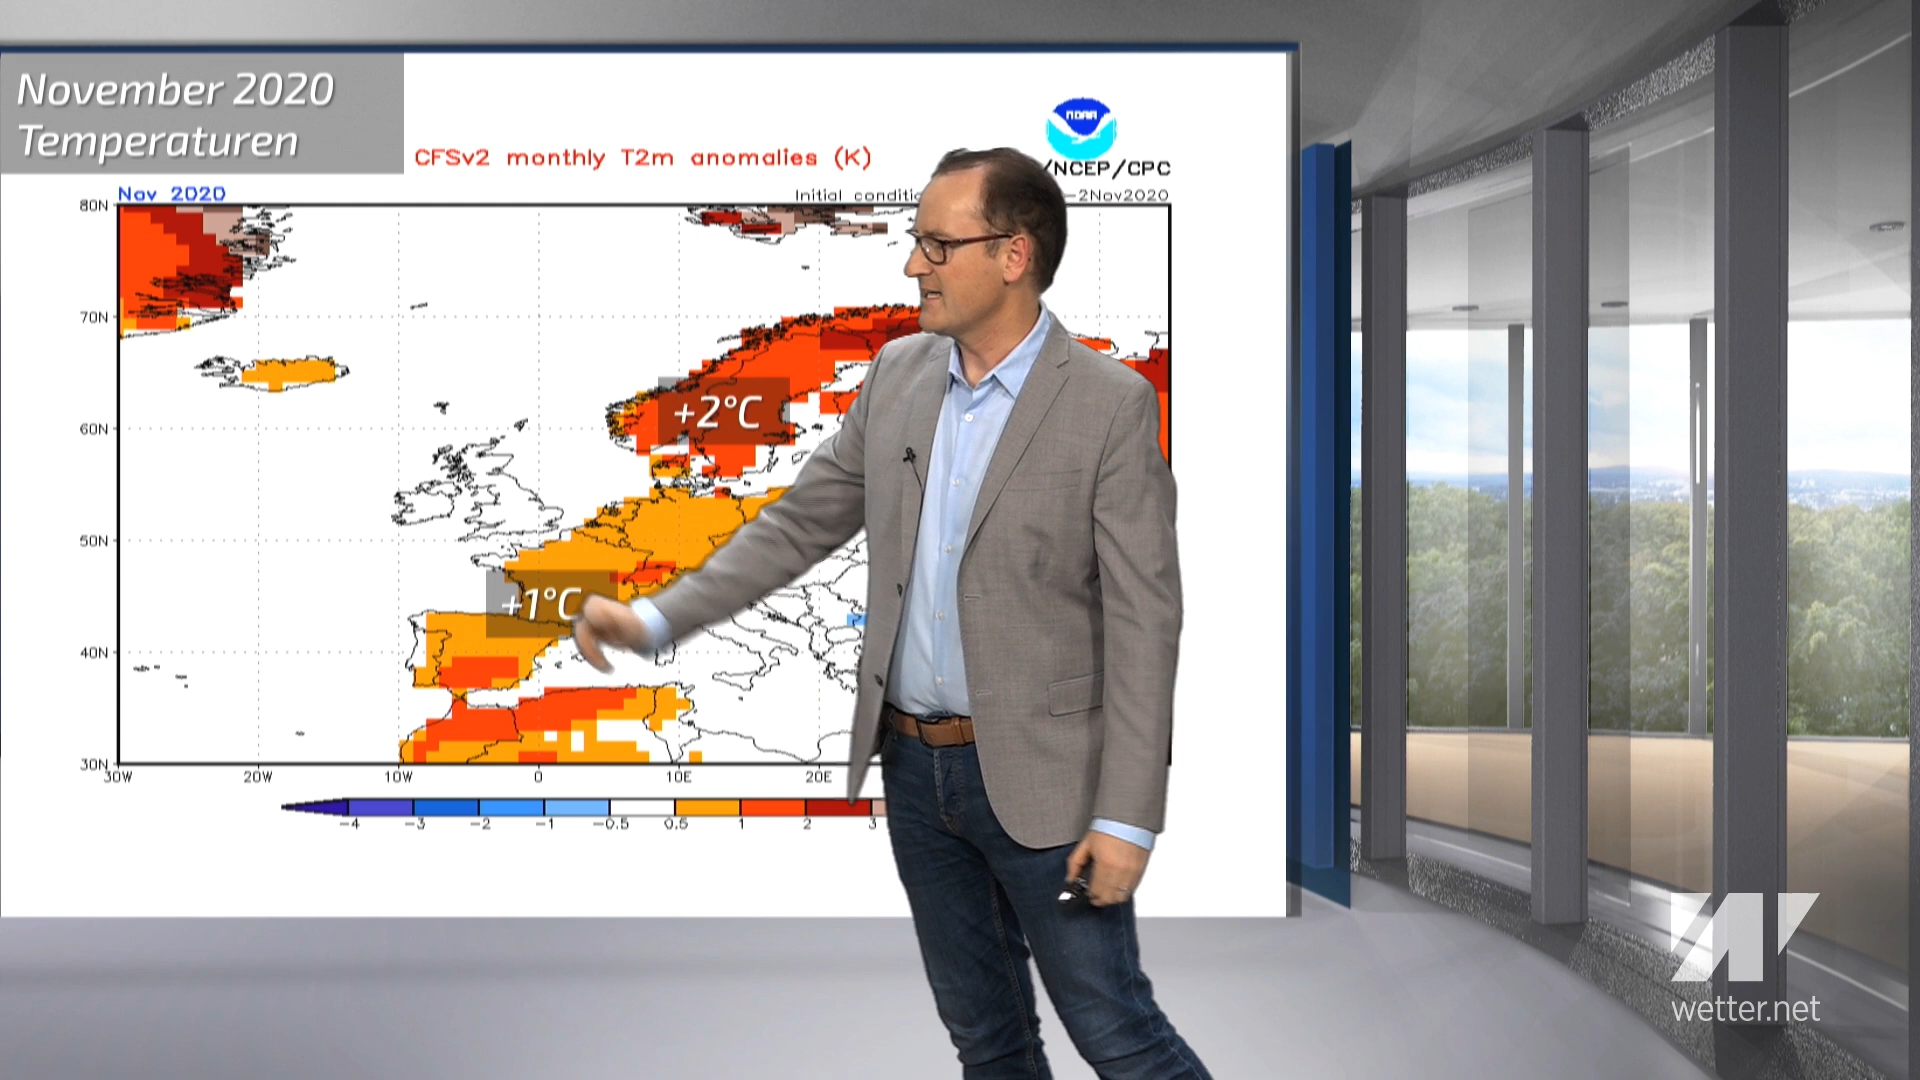 November 2020
Temperaturen
NOAA
CFSv2 monthly T2m anomalies (K)
/NCEP/CPC
Nov 2020
Initial conditio
-2Nov2020
80N
70N
60N
50N
40N
30N
+2°C
+1°C
30W 20W 10W 0 10E 20E
-4 -3 -2 -1 -0.5 0.5 1 2 3
wetter.net